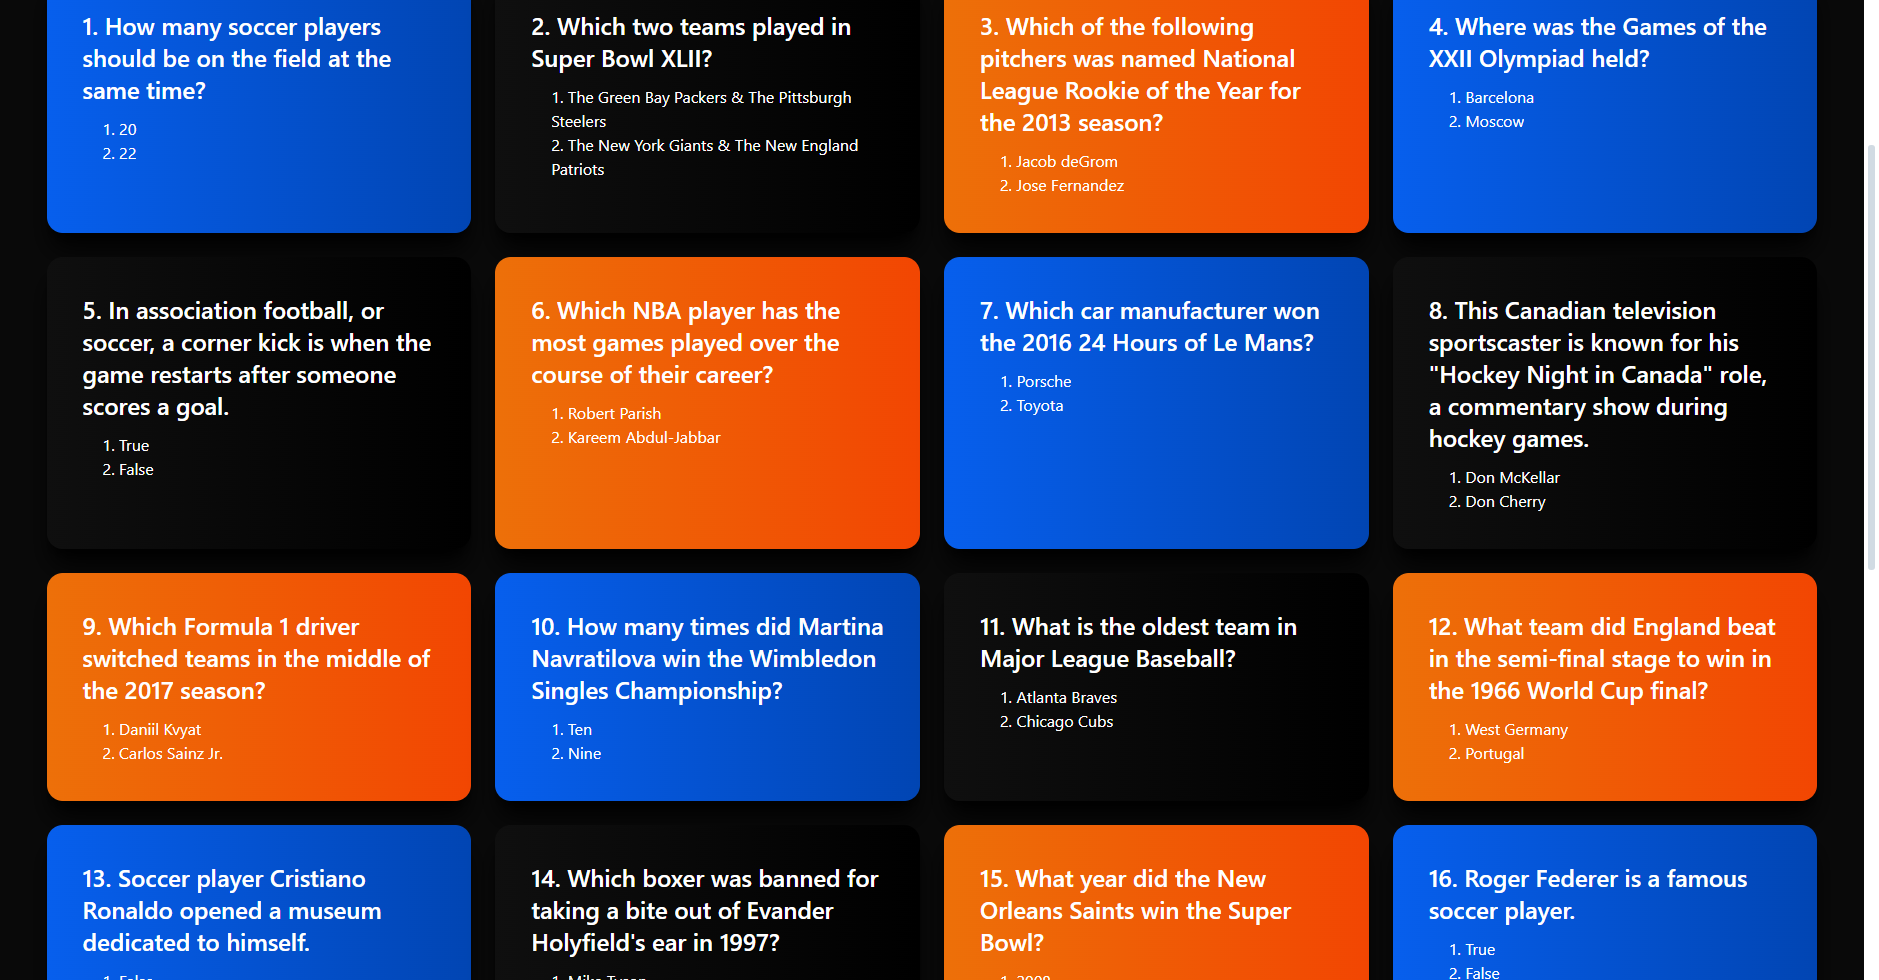 1. How many soccer players
should be on the field at the
same time?
1. 20
2. 22
2. Which two teams played in
Super Bowl XLII?
1. The Green Bay Packers & The Pittsburgh
Steelers
2. The New York Giants & The New England
Patriots
3. Which of the following
pitchers was named National
League Rookie of the Year for
the 2013 season?
1. Jacob deGrom
2. Jose Fernandez
4. Where was the Games of the
XXII Olympiad held?
1. Barcelona
2. Moscow
5. In association football, or
soccer, a corner kick is when the
game restarts after someone
scores a goal.
1. True
2. False
6. Which NBA player has the
most games played over the
course of their career?
1. Robert Parish
2. Kareem Abdul-Jabbar
7. Which car manufacturer won
the 2016 24 Hours of Le Mans?
1. Porsche
2. Toyota
8. This Canadian television
sportscaster is known for his
"Hockey Night in Canada" role,
a commentary show during
hockey games.
1. Don McKellar
2. Don Cherry
9. Which Formula 1 driver
switched teams in the middle of
the 2017 season?
1. Daniil Kvyat
2. Carlos Sainz Jr.
10. How many times did Martina
Navratilova win the Wimbledon
Singles Championship?
1. Ten
2. Nine
11. What is the oldest team in
Major League Baseball?
1. Atlanta Braves
2. Chicago Cubs
12. What team did England beat
in the semi-final stage to win in
the 1966 World Cup final?
1. West Germany
2. Portugal
13. Soccer player Cristiano
Ronaldo opened a museum
dedicated to himself.
1. False
14. Which boxer was banned for
taking a bite out of Evander
Holyfield's ear in 1997?
1. Mike Tyson
15. What year did the New
Orleans Saints win the Super
Bowl?
1. 2008
16. Roger Federer is a famous
soccer player.
1. True
2. False